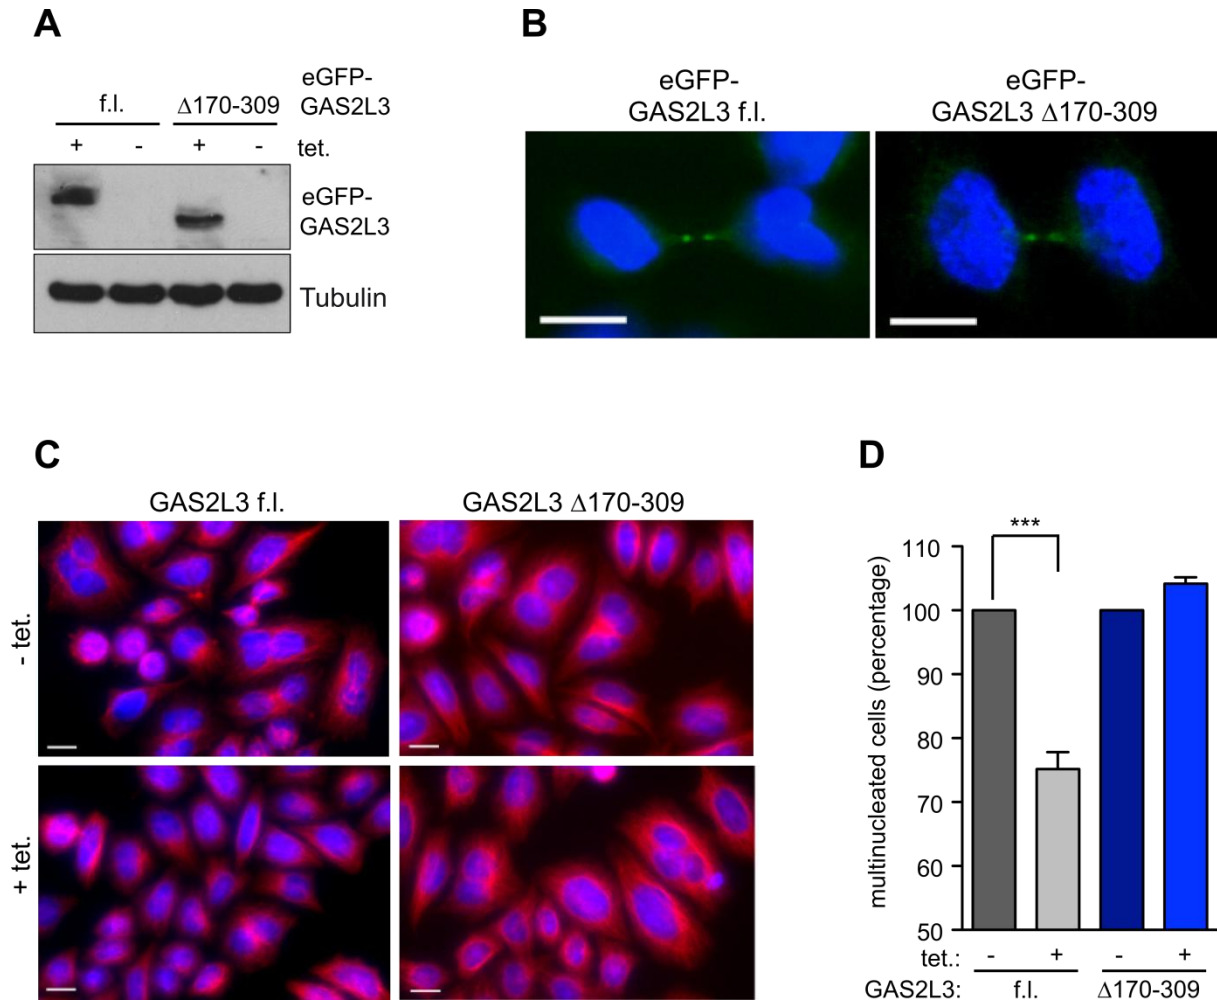 A
eGFP-
GAS2L3
f.l. Δ170-309
+ - + - tet.
eGFP-
GAS2L3
Tubulin
B
eGFP-
GAS2L3 f.l.
eGFP-
GAS2L3 Δ170-309
C
GAS2L3 f.l. GAS2L3 Δ170-309
- tet.
+ tet.
D
multinucleated cells (percentage)
110
100
90
80
70
60
50
***
tet.: - + - +
GAS2L3: f.l. Δ170-309